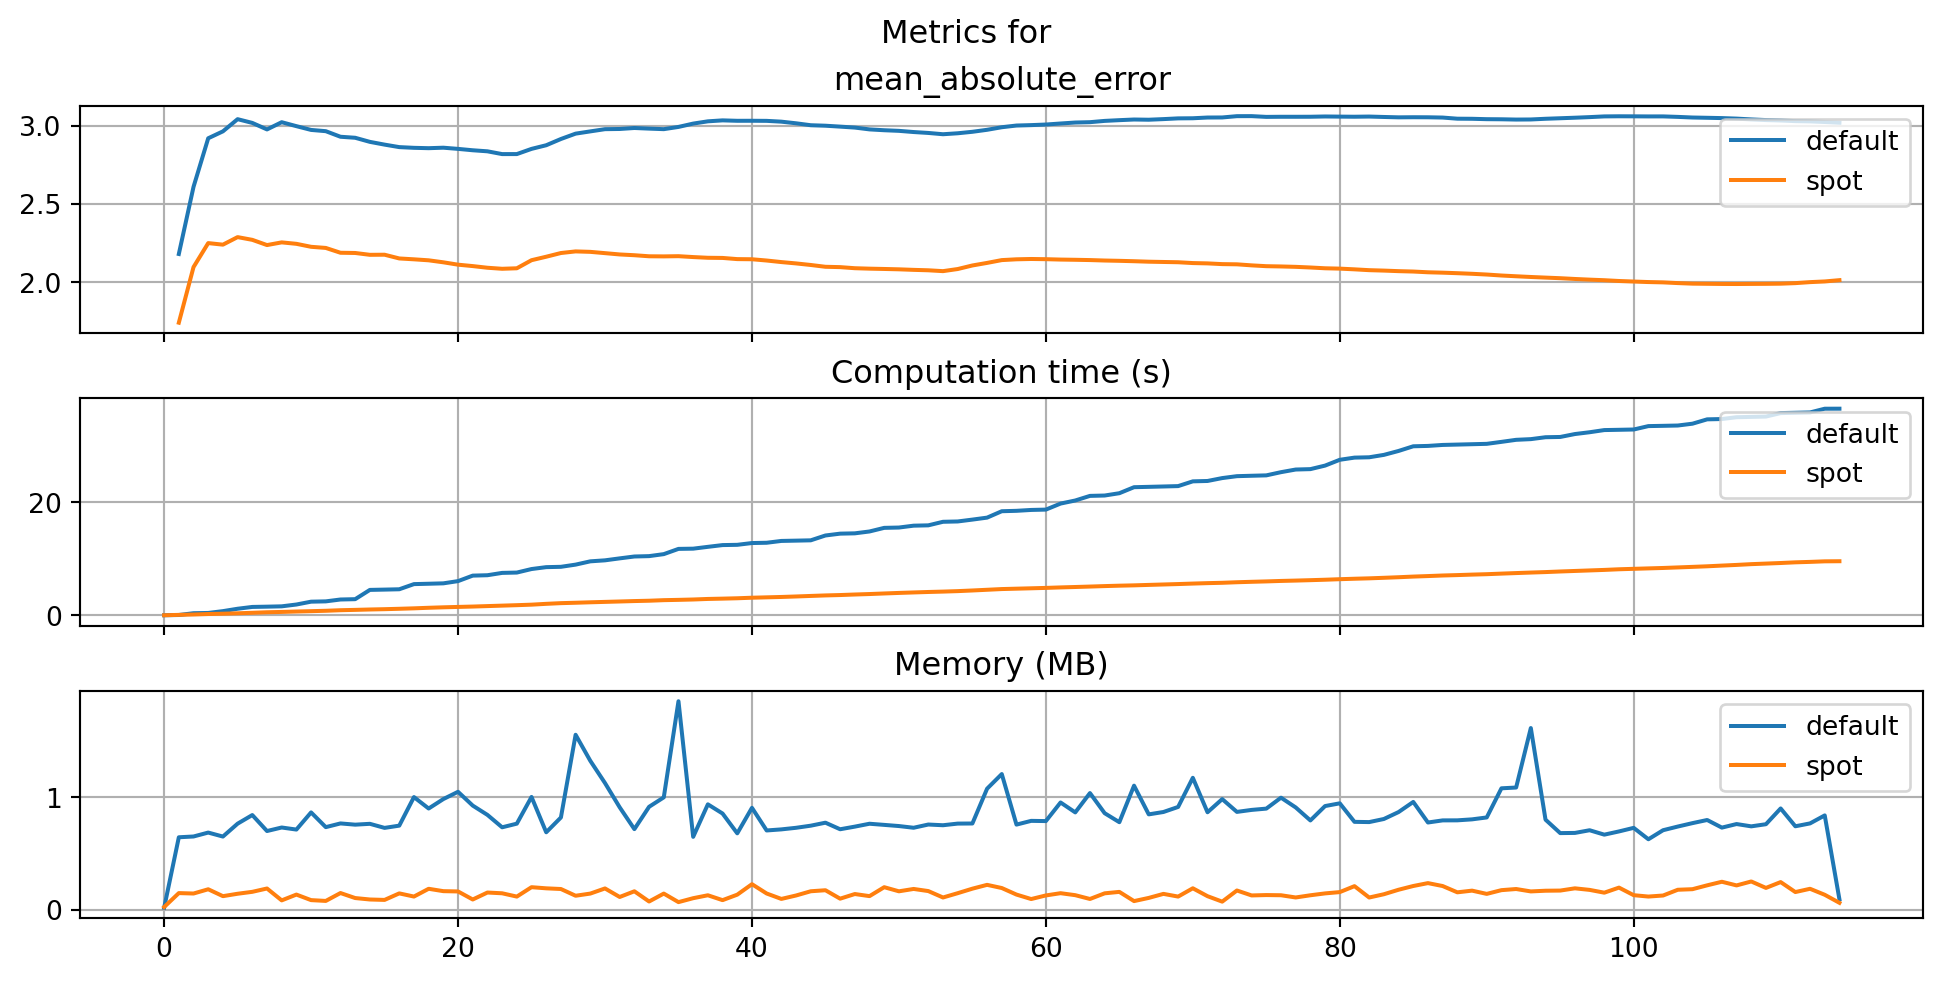 Metrics for
mean_absolute_error
3.0
2.5
2.0
default
spot
Computation time (s)
20
0
default
spot
Memory (MB)
1
0
default
spot
0 20 40 60 80 100